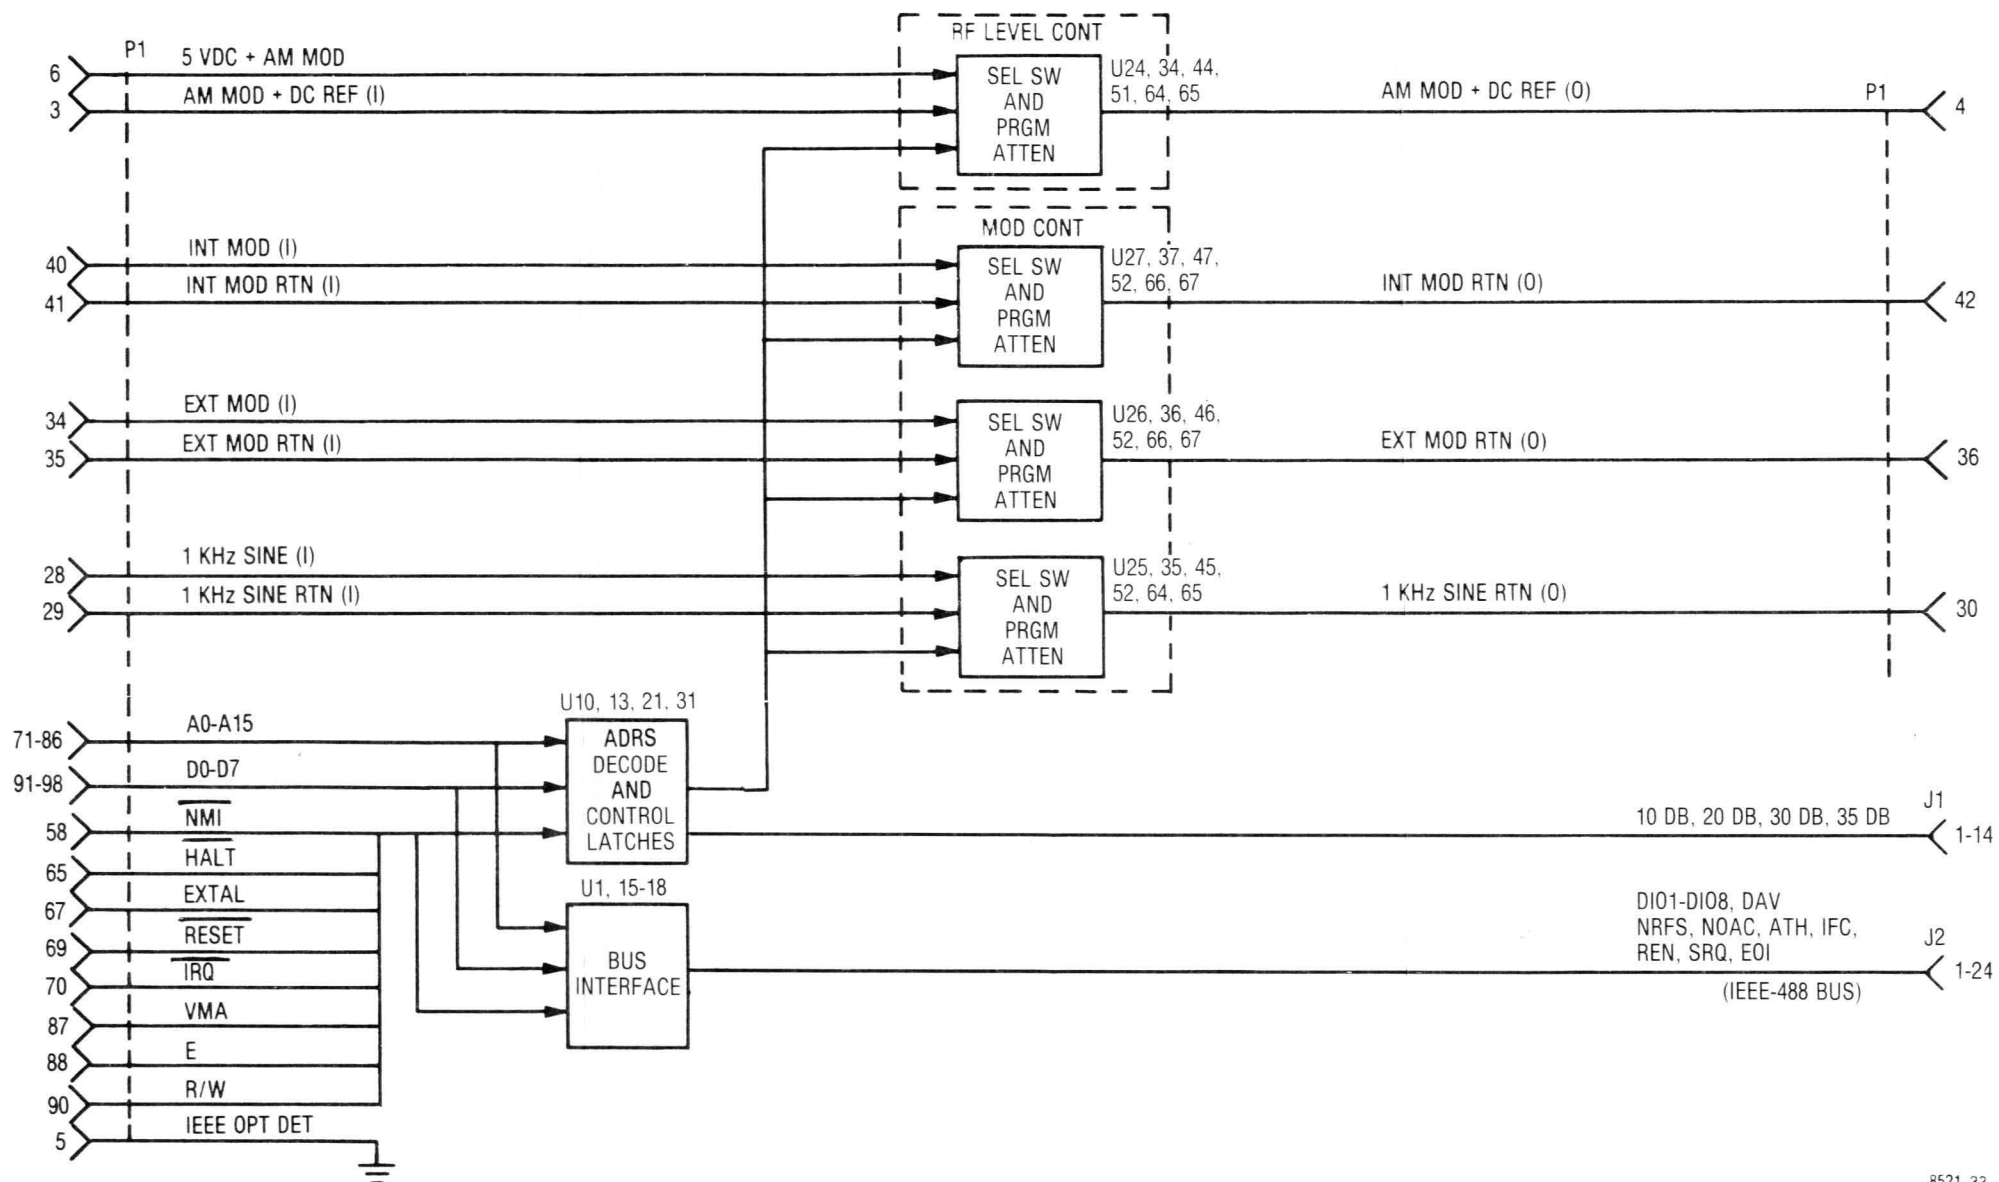 RF LEVEL CONT
P1
5 VDC + AM MOD
6
AM MOD + DC REF (I)
3
SEL SW
AND
PRGM
ATTEN
U24, 34, 44,
51, 64, 65
AM MOD + DC REF (O)
P1
4
MOD CONT
INT MOD (I)
40
INT MOD RTN (I)
41
SEL SW
AND
PRGM
ATTEN
U27, 37, 47,
52, 66, 67
INT MOD RTN (O)
42
EXT MOD (I)
34
EXT MOD RTN (I)
35
SEL SW
AND
PRGM
ATTEN
U26, 36, 46,
52, 66, 67
EXT MOD RTN (O)
36
1 KHz SINE (I)
28
1 KHz SINE RTN (I)
29
SEL SW
AND
PRGM
ATTEN
U25, 35, 45,
52, 64, 65
1 KHz SINE RTN (O)
30
U10, 13, 21, 31
A0-A15
71-86
D0-D7
91-98
NMI
58
HALT
65
EXTAL
67
RESET
69
IRQ
70
VMA
87
E
88
R/W
90
IEEE OPT DET
5
ADRS
DECODE
AND
CONTROL
LATCHES
10 DB, 20 DB, 30 DB, 35 DB
J1
1-14
U1, 15-18
BUS
INTERFACE
DIO1-DIO8, DAV
NRFS, NOAC, ATH, IFC,
REN, SRQ, EOI
J2
1-24
(IEEE-488 BUS)